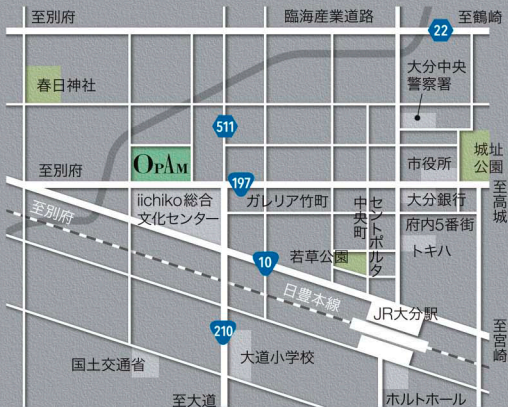 至別府
臨海産業道路
至鶴崎
22
春日神社
大分中央
警察署
511
城址
公園
市役所
OPAM
至別府
197
至高城
iichiko総合
文化センター
ガレリア竹町
中央町
セントポルタ
大分銀行
府内5番街
トキハ
至別府
若草公園
10
日豊本線
JR大分駅
至宮崎
210
大道小学校
国土交通省
至大道
ホルトホール